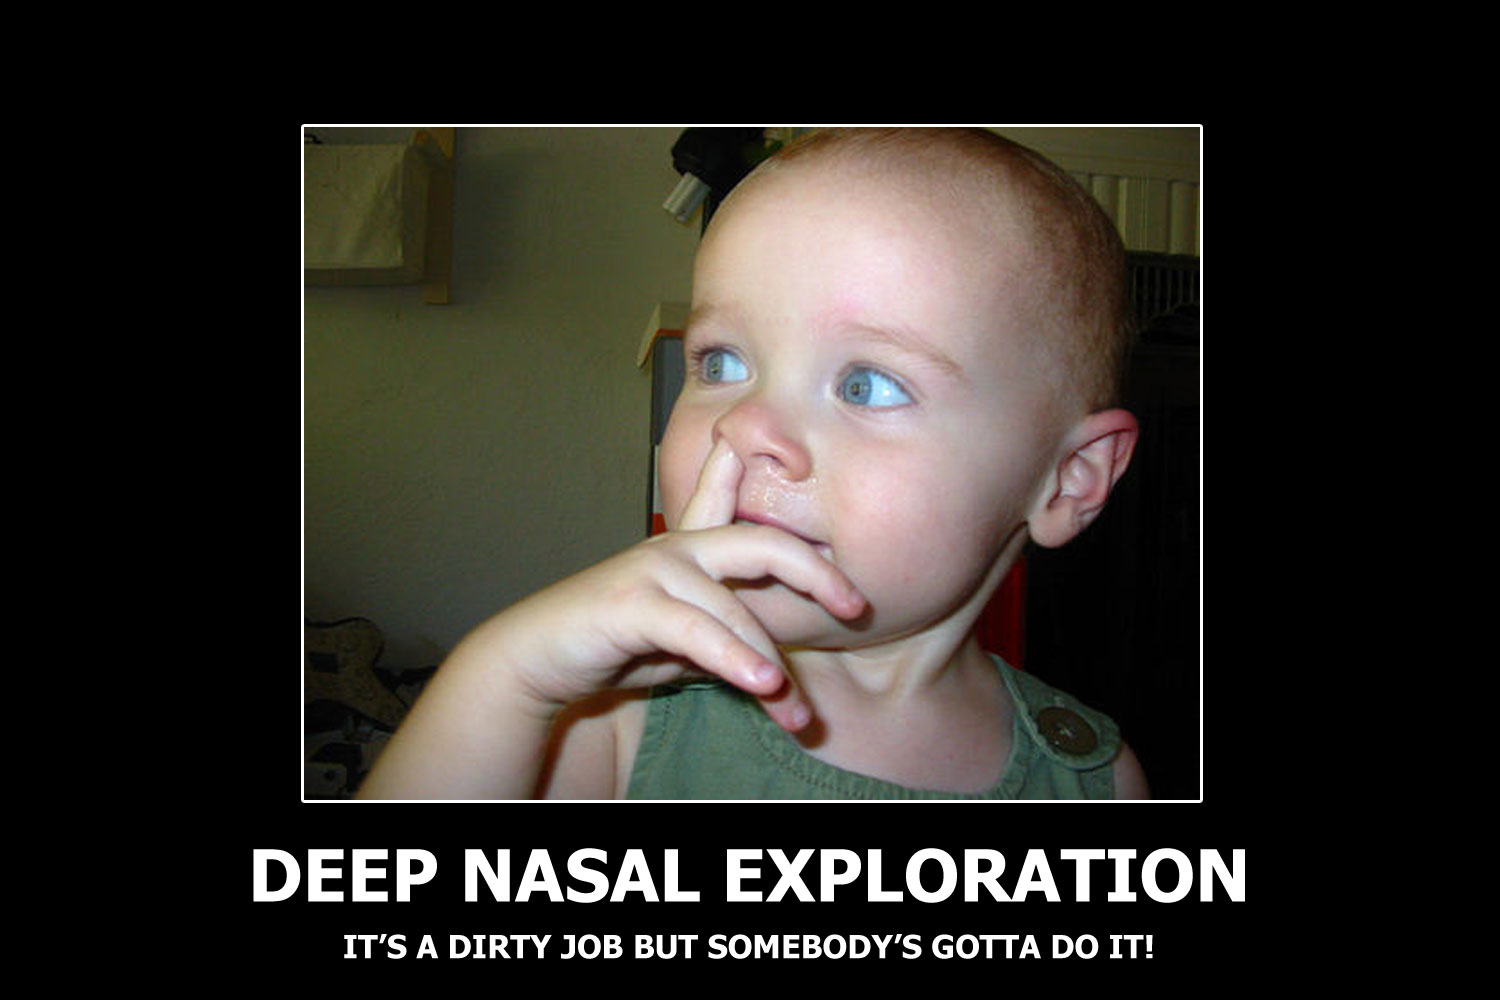 DEEP NASAL EXPLORATION
IT’S A DIRTY JOB BUT SOMEBODY’S GOTTA DO IT!